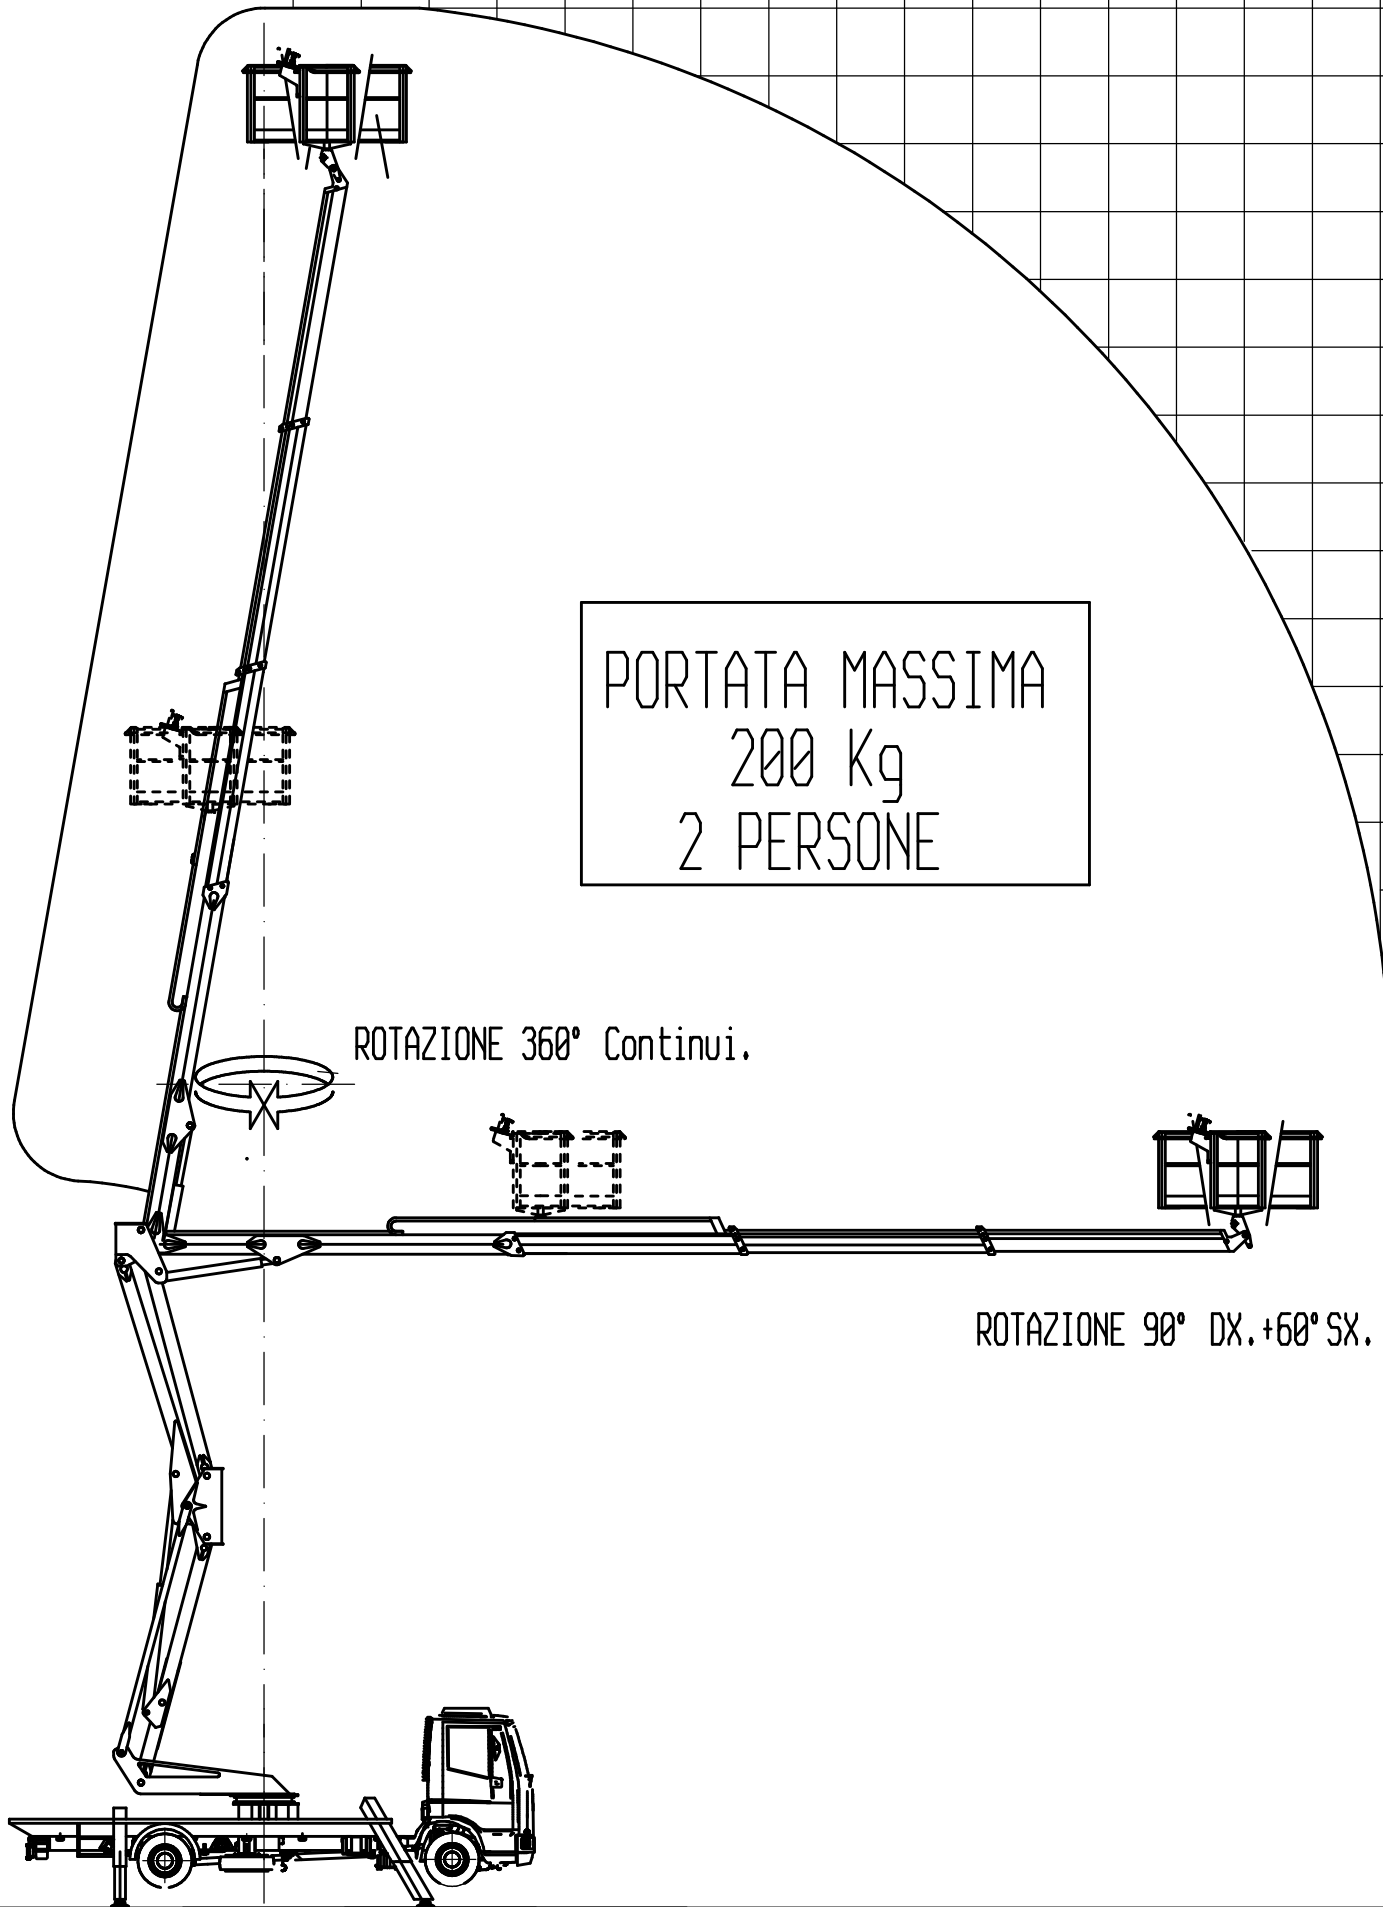 PORTATA MASSIMA
200 Kg
2 PERSONE
ROTAZIONE 360° Continui.
ROTAZIONE 90° DX.+60°SX.